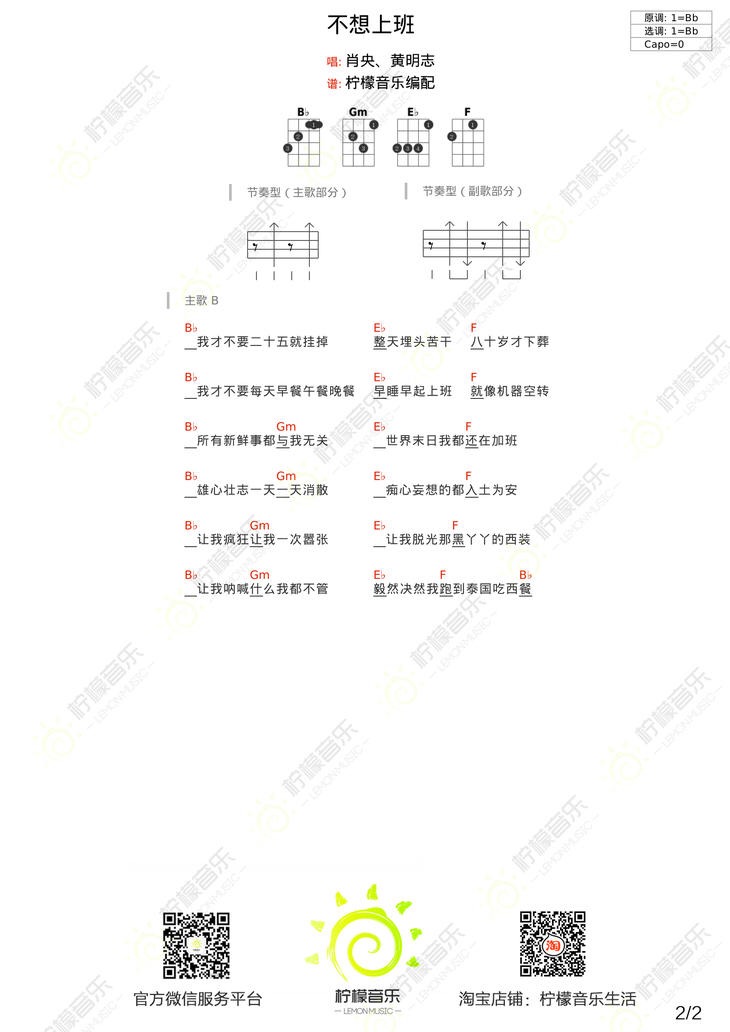 不想上班
原调: 1=Bb
选调: 1=Bb
Capo=0
唱: 肖央、黄明志
谱: 柠檬音乐编配
B♭ Gm E♭ F
节奏型（主歌部分） 节奏型（副歌部分）
主歌 B
B♭ E♭ F
__我才不要二十五就挂掉 整天埋头苦干 八十岁才下葬
B♭ E♭ F
__我才不要每天早餐午餐晚餐 早睡早起上班 就像机器空转
B♭ Gm E♭ F
__所有新鲜事都与我无关 __世界末日我都还在加班
B♭ Gm E♭ F
__雄心壮志一天一天消散 __痴心妄想的都入土为安
B♭ Gm E♭ F
__让我疯狂让我一次嚣张 __让我脱光那黑丫丫的西装
B♭ Gm E♭ F B♭
__让我呐喊什么我都不管 毅然决然我跑到泰国吃西餐
官方微信服务平台
柠檬音乐
—LEMON MUSIC—
淘
淘宝店铺：柠檬音乐生活
2/2